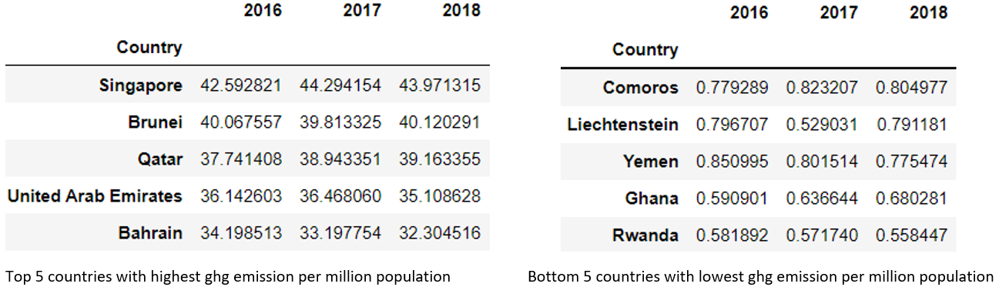 2016 2017 2018
Country
Singapore 42.592821 44.294154 43.971315
Brunei 40.067557 39.813325 40.120291
Qatar 37.741408 38.943351 39.163355
United Arab Emirates 36.142603 36.468060 35.108628
Bahrain 34.198513 33.197754 32.304516
Top 5 countries with highest ghg emission per million population
2016 2017 2018
Country
Comoros 0.779289 0.823207 0.804977
Liechtenstein 0.796707 0.529031 0.791181
Yemen 0.850995 0.801514 0.775474
Ghana 0.590901 0.636644 0.680281
Rwanda 0.581892 0.571740 0.558447
Bottom 5 countries with lowest ghg emission per million population